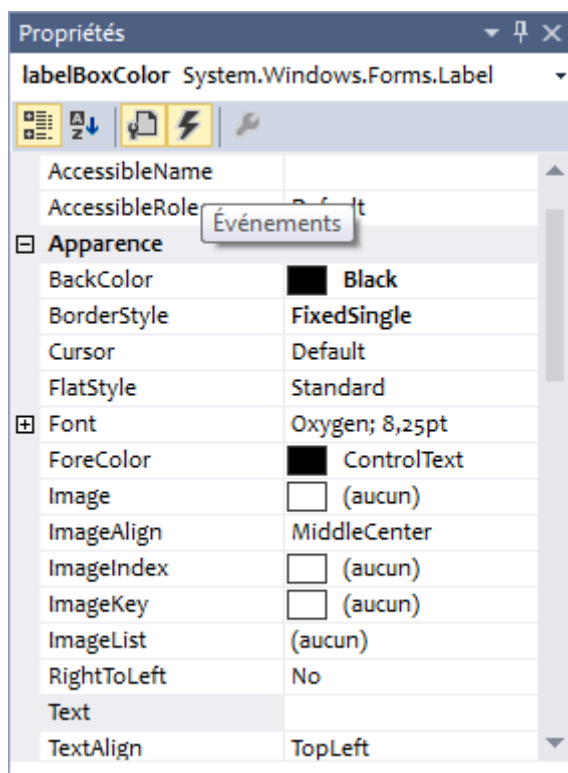 Propriétés
labelBoxColor System.Windows.Forms.Label
AccessibleName
AccessibleRole Default
Événements
Apparence
BackColor Black
BorderStyle FixedSingle
Cursor Default
FlatStyle Standard
Font Oxygen; 8,25pt
ForeColor ControlText
Image (aucun)
ImageAlign MiddleCenter
ImageIndex (aucun)
ImageKey (aucun)
ImageList (aucun)
RightToLeft No
Text
TextAlign TopLeft